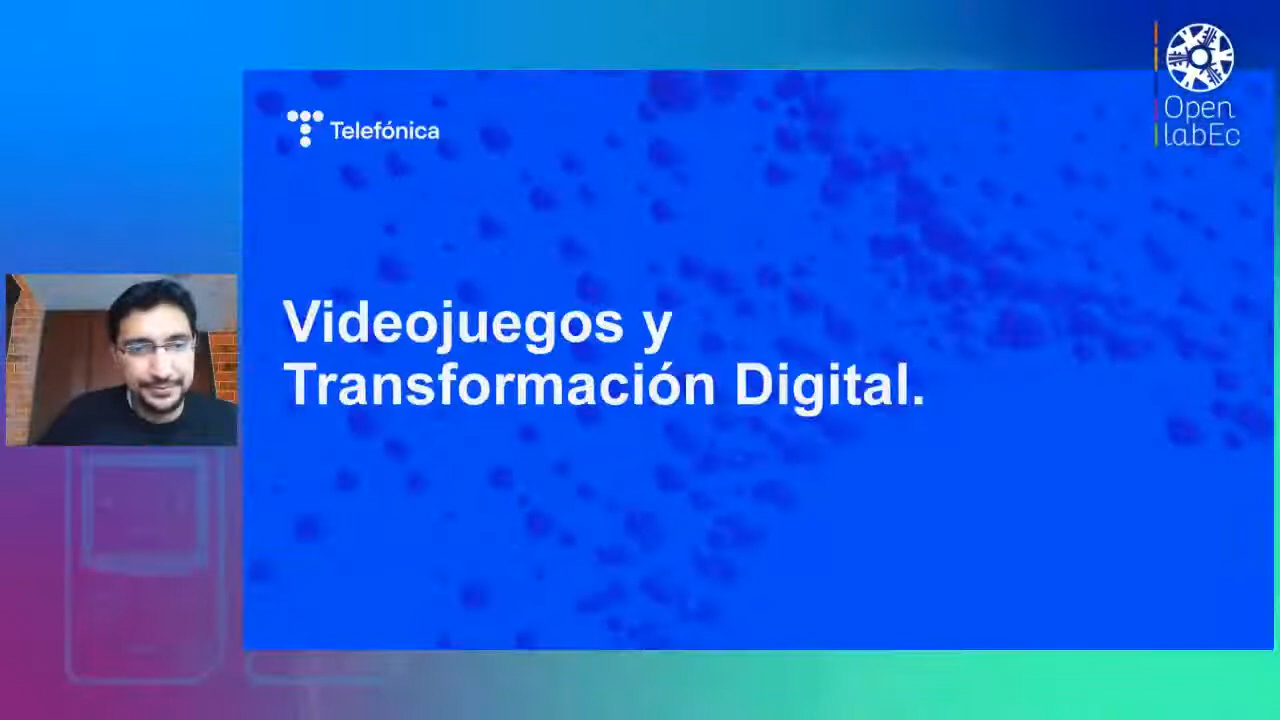 Telefónica
Open
labEc
Videojuegos y
Transformación Digital.